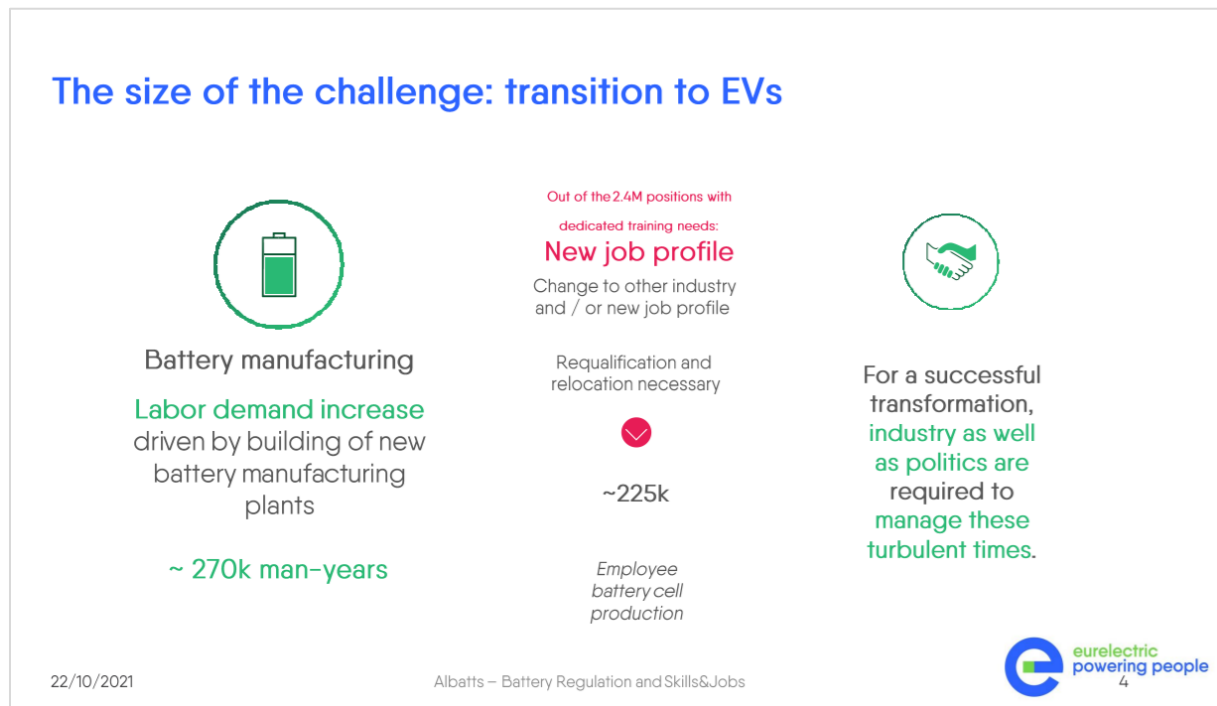 The size of the challenge: transition to EVs
Battery manufacturing
Labor demand increase
driven by building of new
battery manufacturing
plants
~ 270k man-years
Out of the 2.4M positions with
dedicated training needs:
New job profile
Change to other industry
and / or new job profile
Requalification and
relocation necessary
~225k
Employee
battery cell
production
For a successful
transformation,
industry as well
as politics are
required to
manage these
turbulent times.
22/10/2021
Albatts – Battery Regulation and Skills&Jobs
eurelectric
powering people
4